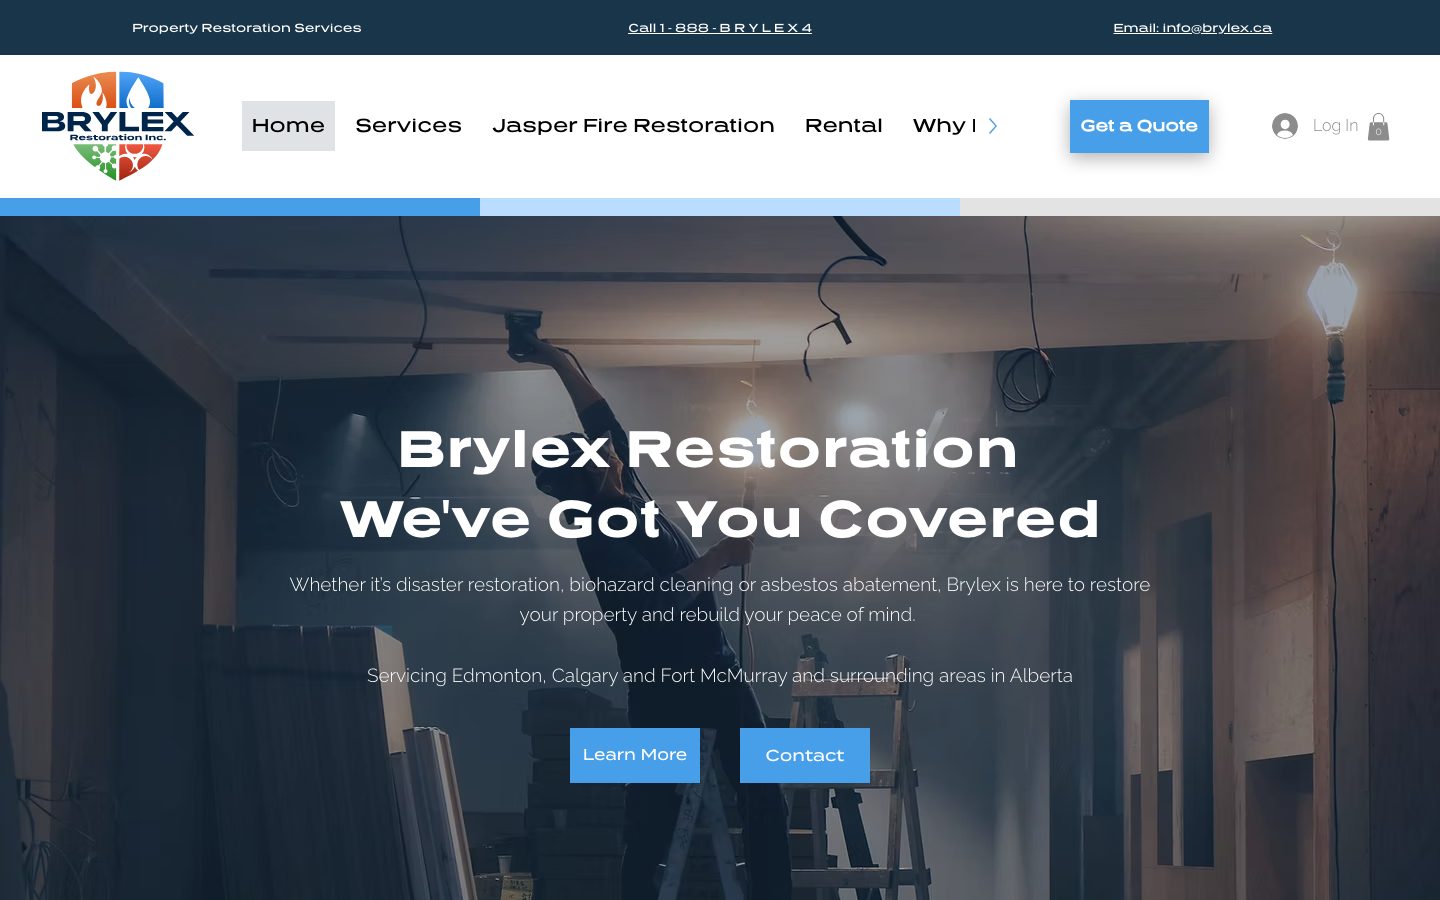 Property Restoration Services
Call 1 - 888 - B R Y L E X 4
Email: info@brylex.ca
BRYLEX
Restoration Inc.
Home
Services
Jasper Fire Restoration
Rental
Why
Get a Quote
Log In
0
Brylex Restoration
We've Got You Covered
Whether it's disaster restoration, biohazard cleaning or asbestos abatement, Brylex is here to restore
your property and rebuild your peace of mind.
Servicing Edmonton, Calgary and Fort McMurray and surrounding areas in Alberta
Learn More
Contact